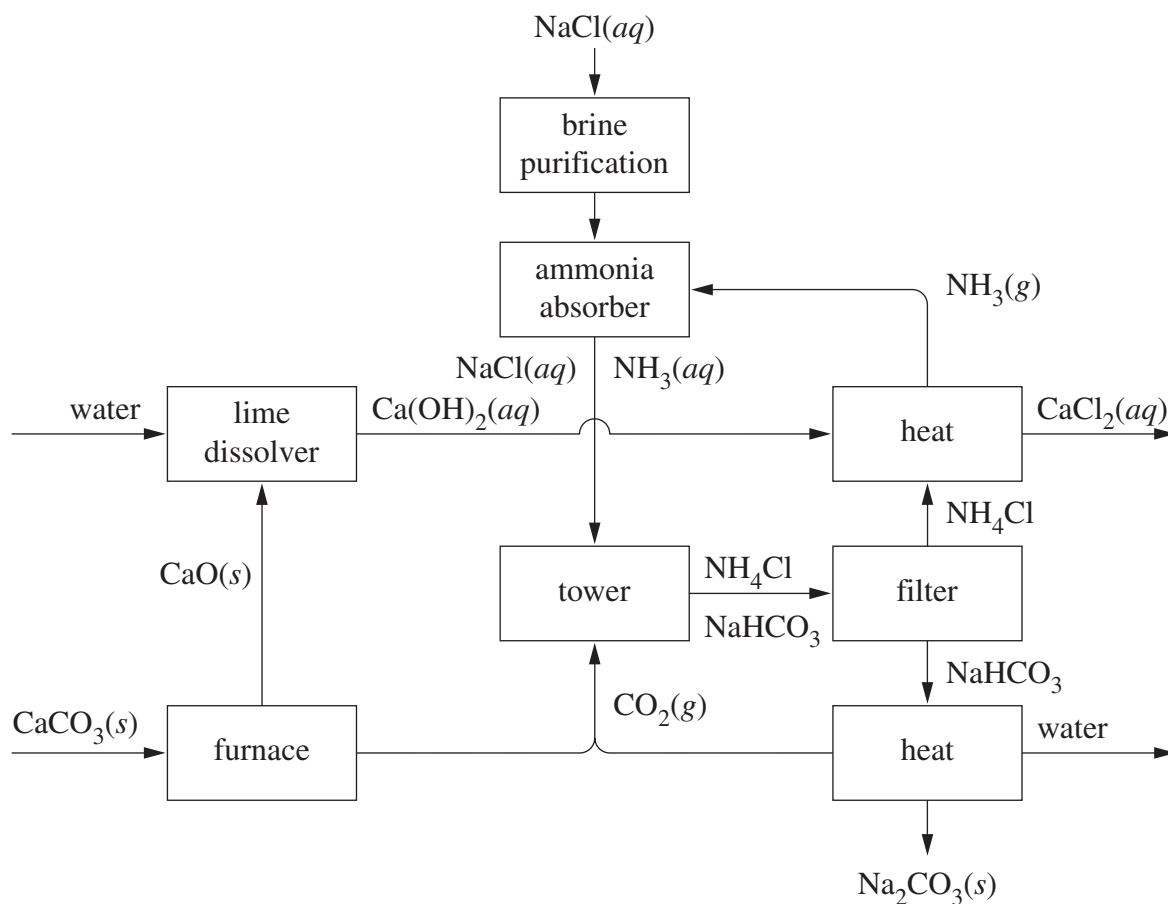 NaCl(aq)
brine
purification
ammonia
absorber
NH₃(g)
NaCl(aq) NH₃(aq)
water
lime
dissolver
Ca(OH)₂(aq)
heat
CaCl₂(aq)
NH₄Cl
CaO(s)
tower
NH₄Cl
NaHCO₃
filter
NaHCO₃
CaCO₃(s)
furnace
CO₂(g)
heat
water
Na₂CO₃(s)